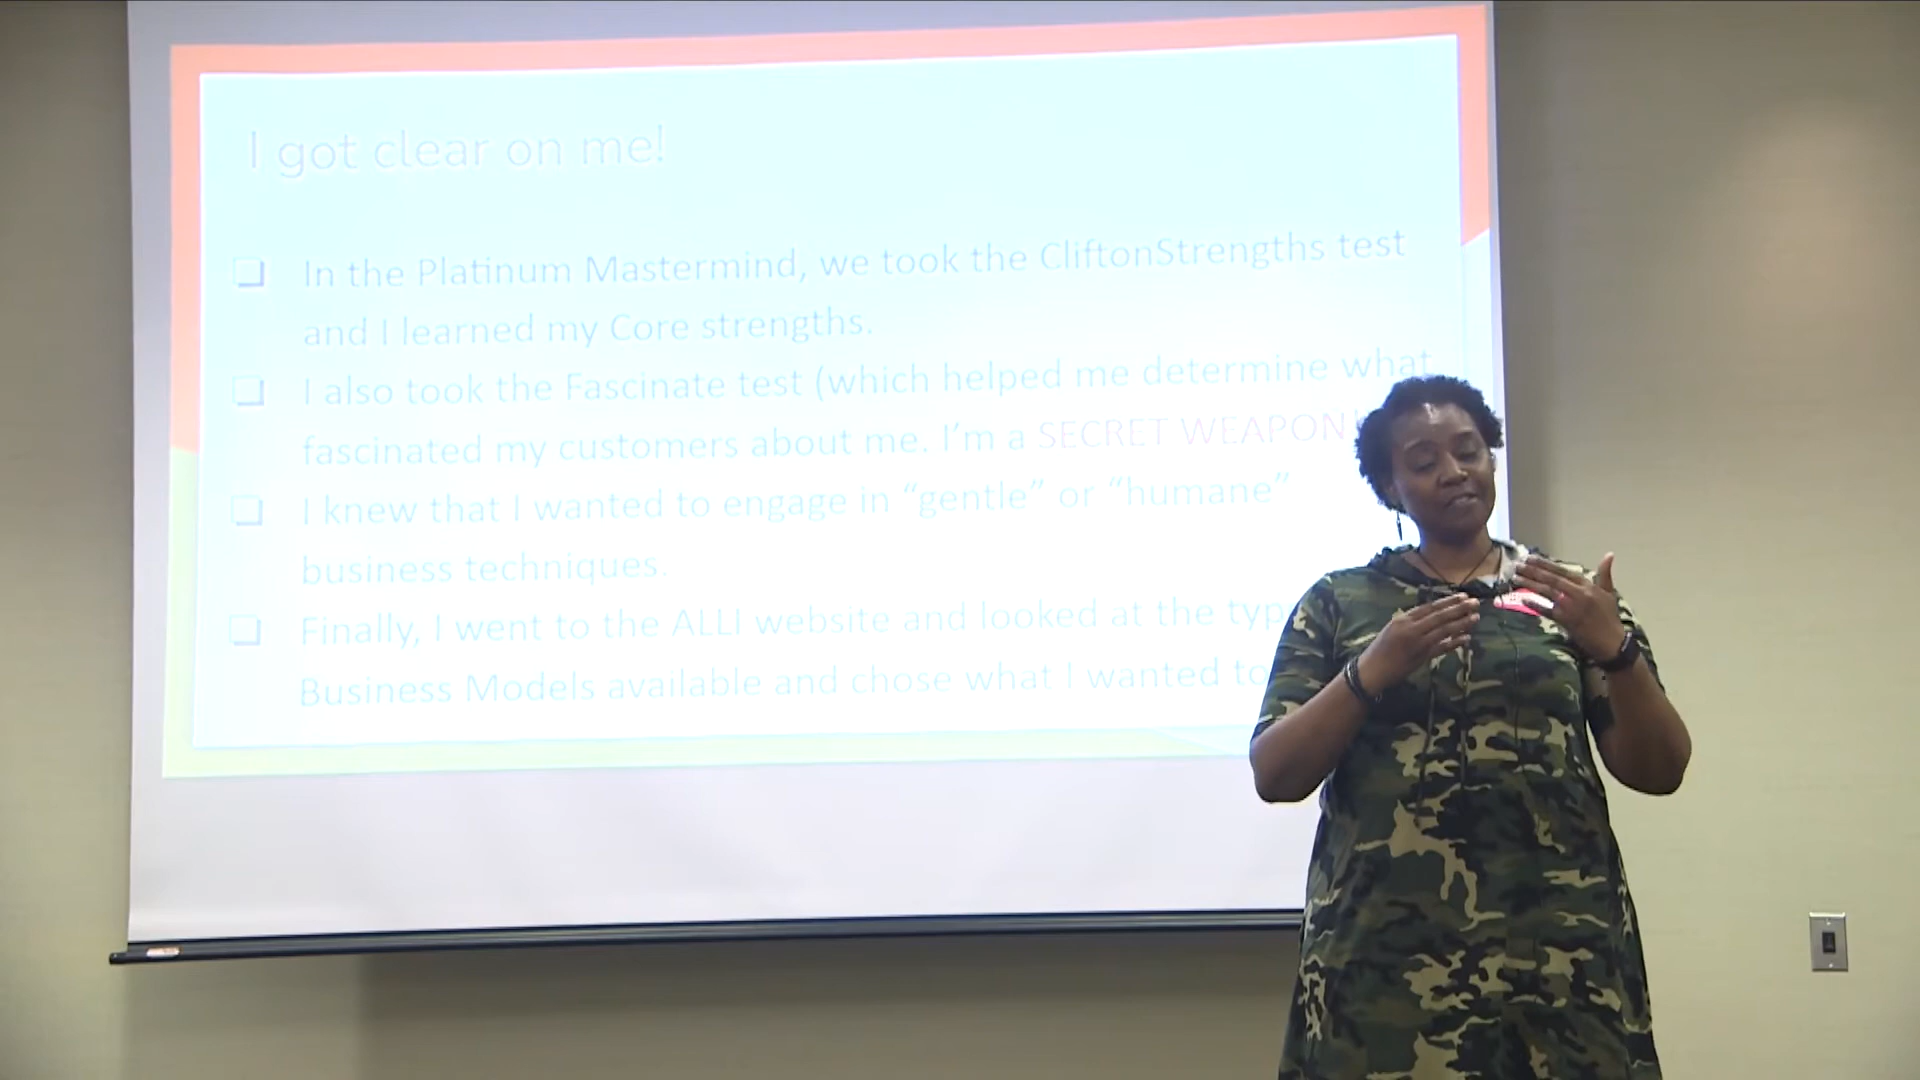 I got clear on me!
❑ In the Platinum Mastermind, we took the CliftonStrengths test
and I learned my Core strengths.
❑ I also took the Fascinate test (which helped me determine what
fascinated my customers about me. I’m a SECRET WEAPON
❑ I knew that I wanted to engage in “gentle” or “humane”
business techniques.
❑ Finally, I went to the ALLI website and looked at the
Business Models available and chose what I wanted to